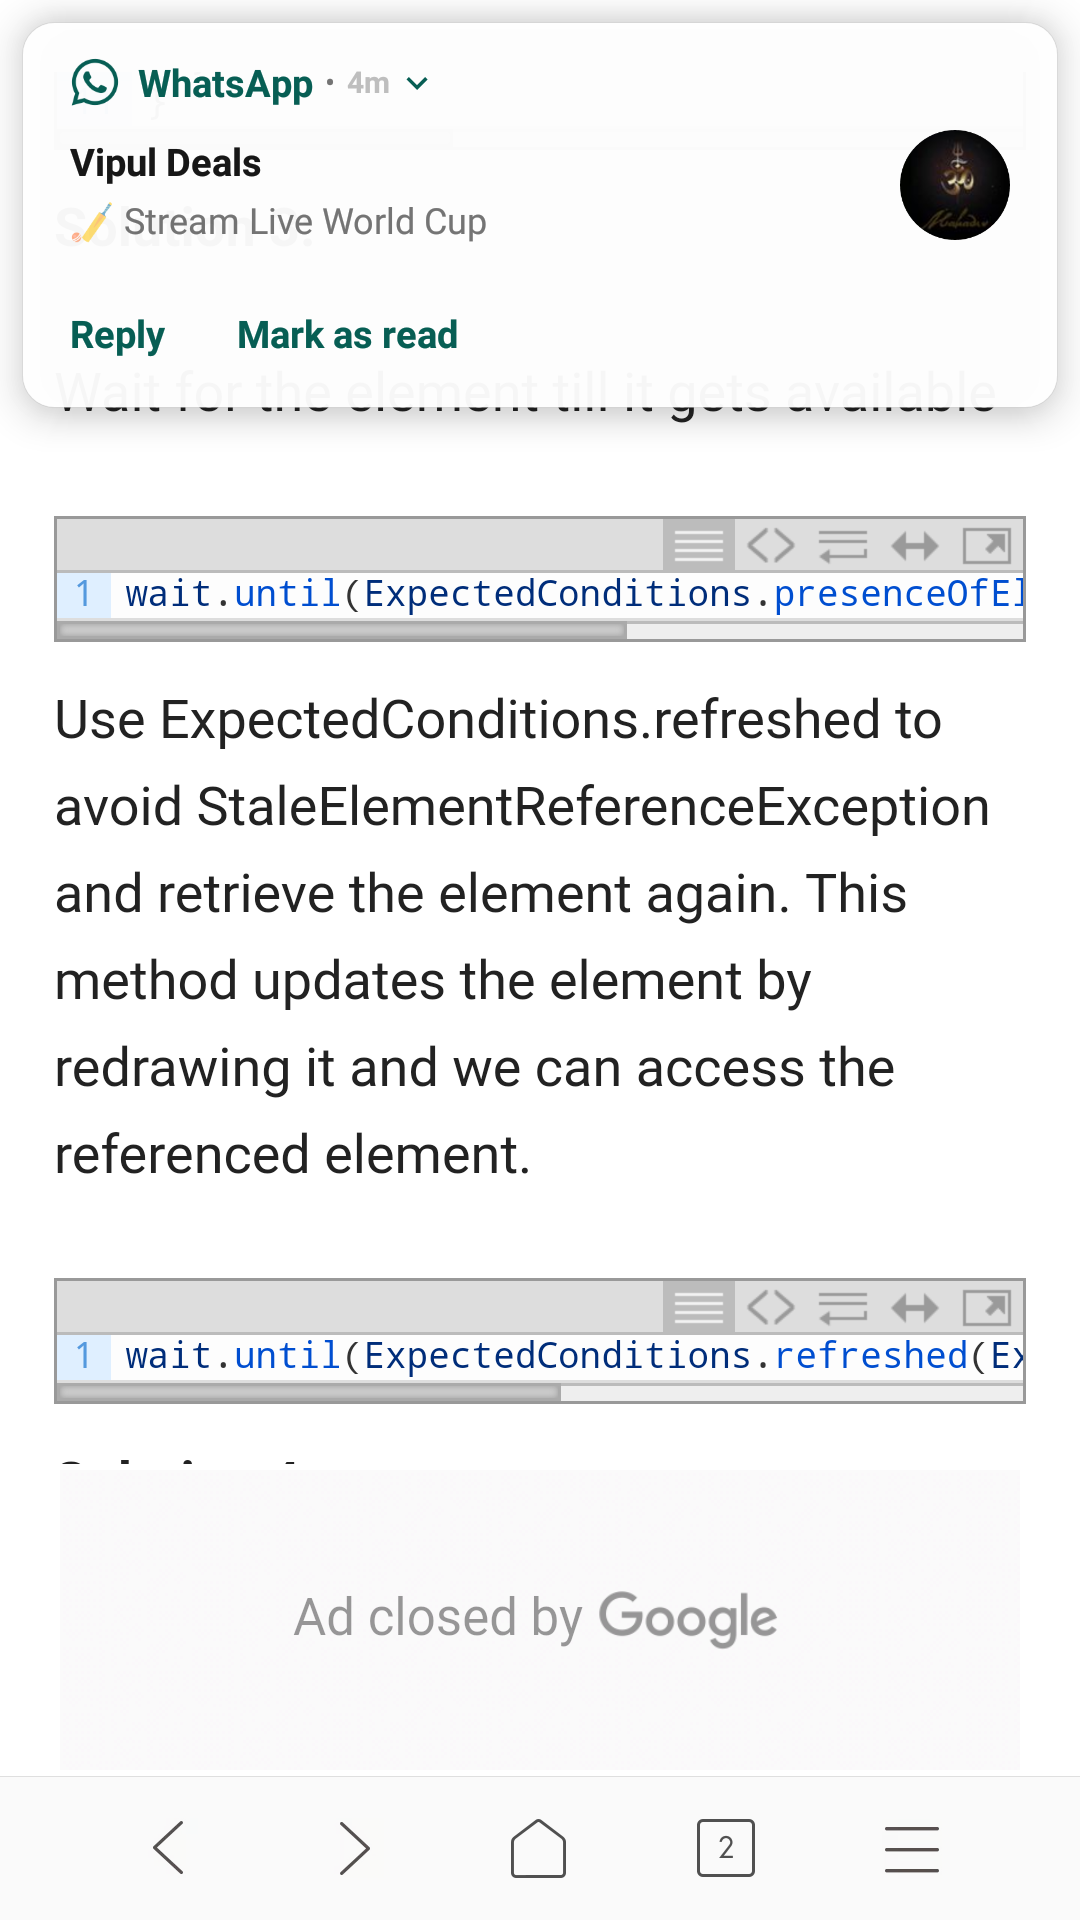 WhatsApp • 4m
Vipul Deals
🏏 Stream Live World Cup
Reply Mark as read
Wait for the element till it gets available
1 wait.until(ExpectedConditions.presenceOfEl
Use ExpectedConditions.refreshed to
avoid StaleElementReferenceException
and retrieve the element again. This
method updates the element by
redrawing it and we can access the
referenced element.
1 wait.until(ExpectedConditions.refreshed(Ex
Ad closed by Google
2